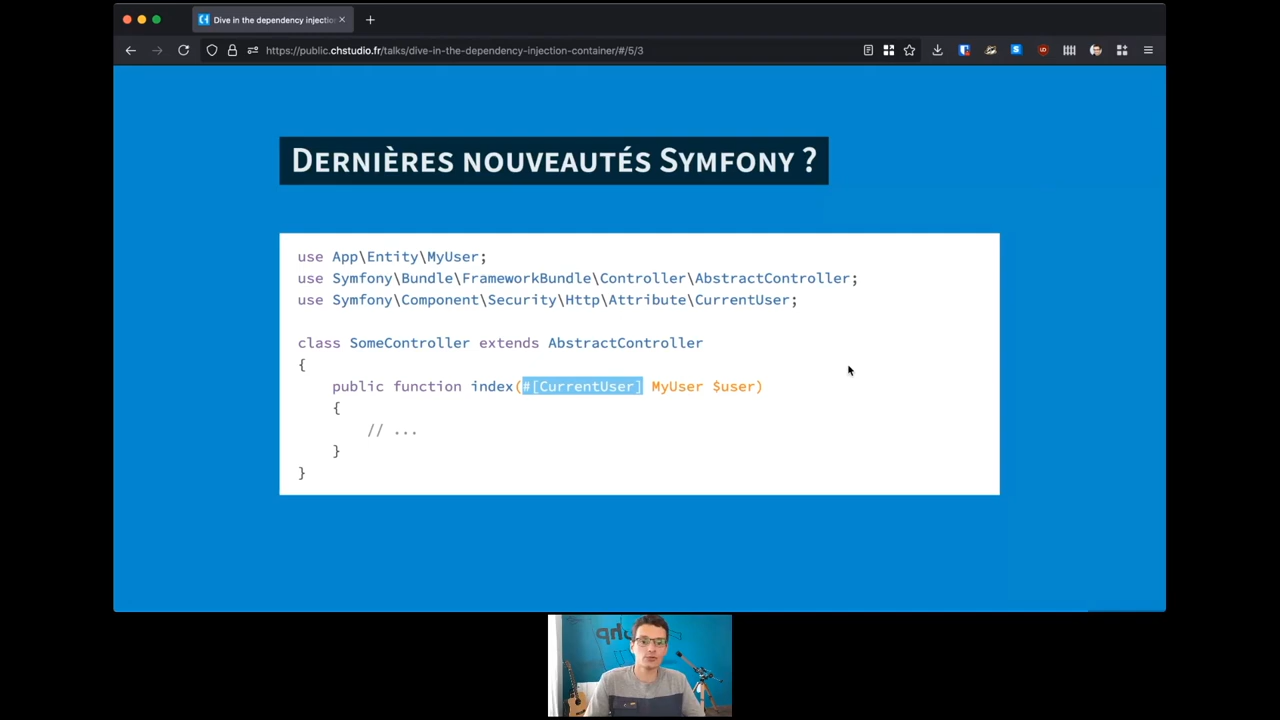 Dive in the dependency injectio
https://public.chstudio.fr/talks/dive-in-the-dependency-injection-container/#/5/3
Dernières nouveautés Symfony ?
use App\Entity\MyUser;
use Symfony\Bundle\FrameworkBundle\Controller\AbstractController;
use Symfony\Component\Security\Http\Attribute\CurrentUser;
class SomeController extends AbstractController
{
public function index(#[CurrentUser] MyUser $user)
{
// ...
}
}
php